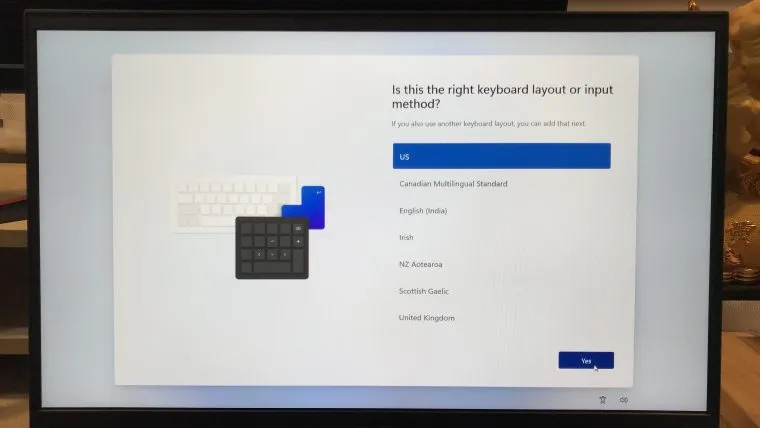 Is this the right keyboard layout or input
method?
If you also use another keyboard layout, you can add that next.
US
Canadian Multilingual Standard
English (India)
Irish
NZ Aotearoa
Scottish Gaelic
United Kingdom
Yes